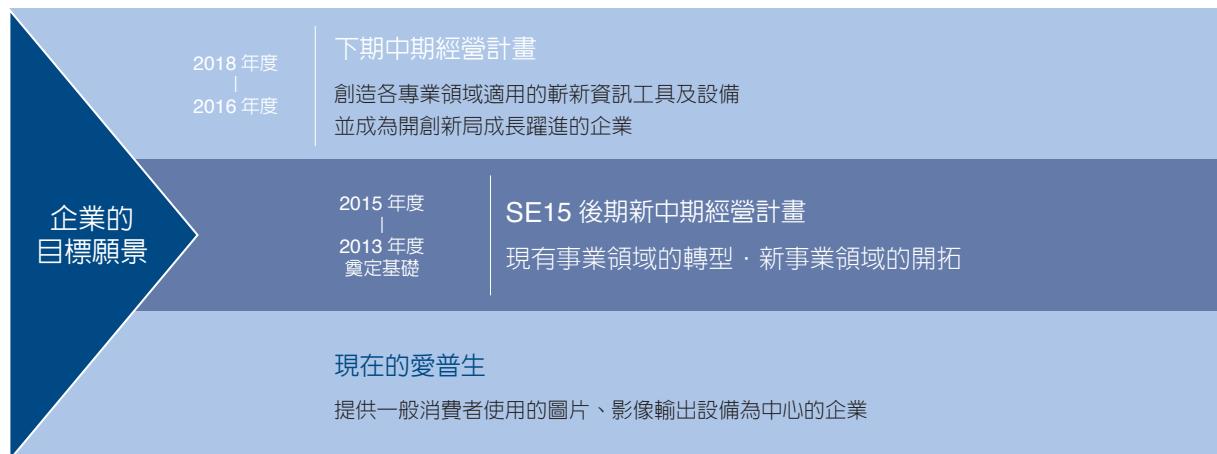 企業的
目標願景
2018 年度
|
2016 年度
下期中期經營計畫
創造各專業領域適用的嶄新資訊工具及設備
並成為開創新局成長躍進的企業
2015 年度
|
2013 年度
奠定基礎
SE15 後期新中期經營計畫
現有事業領域的轉型．新事業領域的開拓
現在的愛普生
提供一般消費者使用的圖片、影像輸出設備為中心的企業